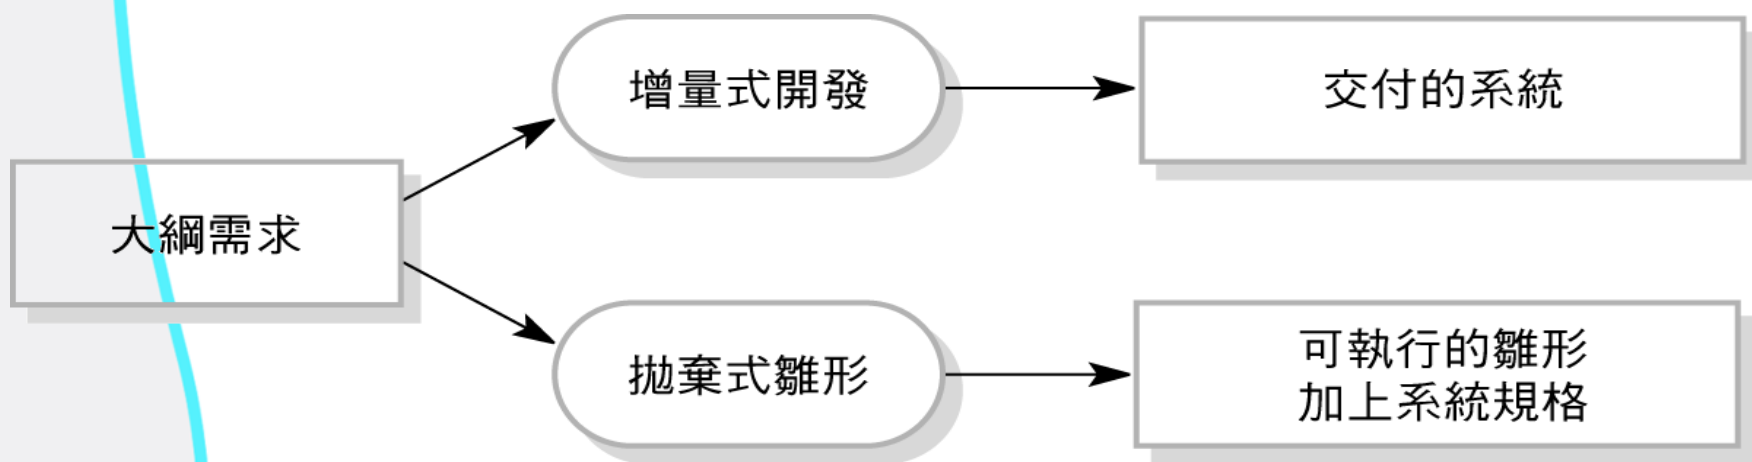 增量式開發
交付的系統
大綱需求
拋棄式雛形
可執行的雛形
加上系統規格